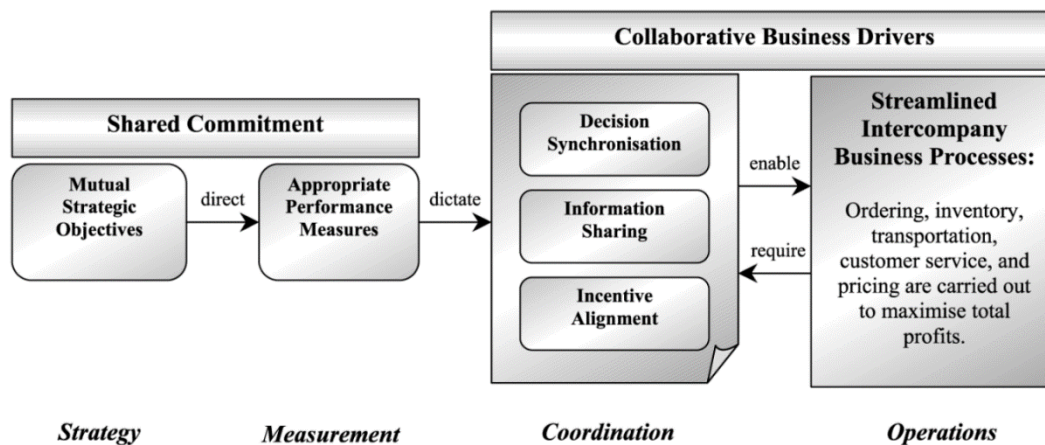 Collaborative Business Drivers
Shared Commitment
Mutual
Strategic
Objectives
direct
Appropriate
Performance
Measures
dictate
Decision
Synchronisation
Information
Sharing
Incentive
Alignment
enable
require
Streamlined
Intercompany
Business Processes:
Ordering, inventory,
transportation,
customer service, and
pricing are carried out
to maximise total
profits.
Strategy
Measurement
Coordination
Operations